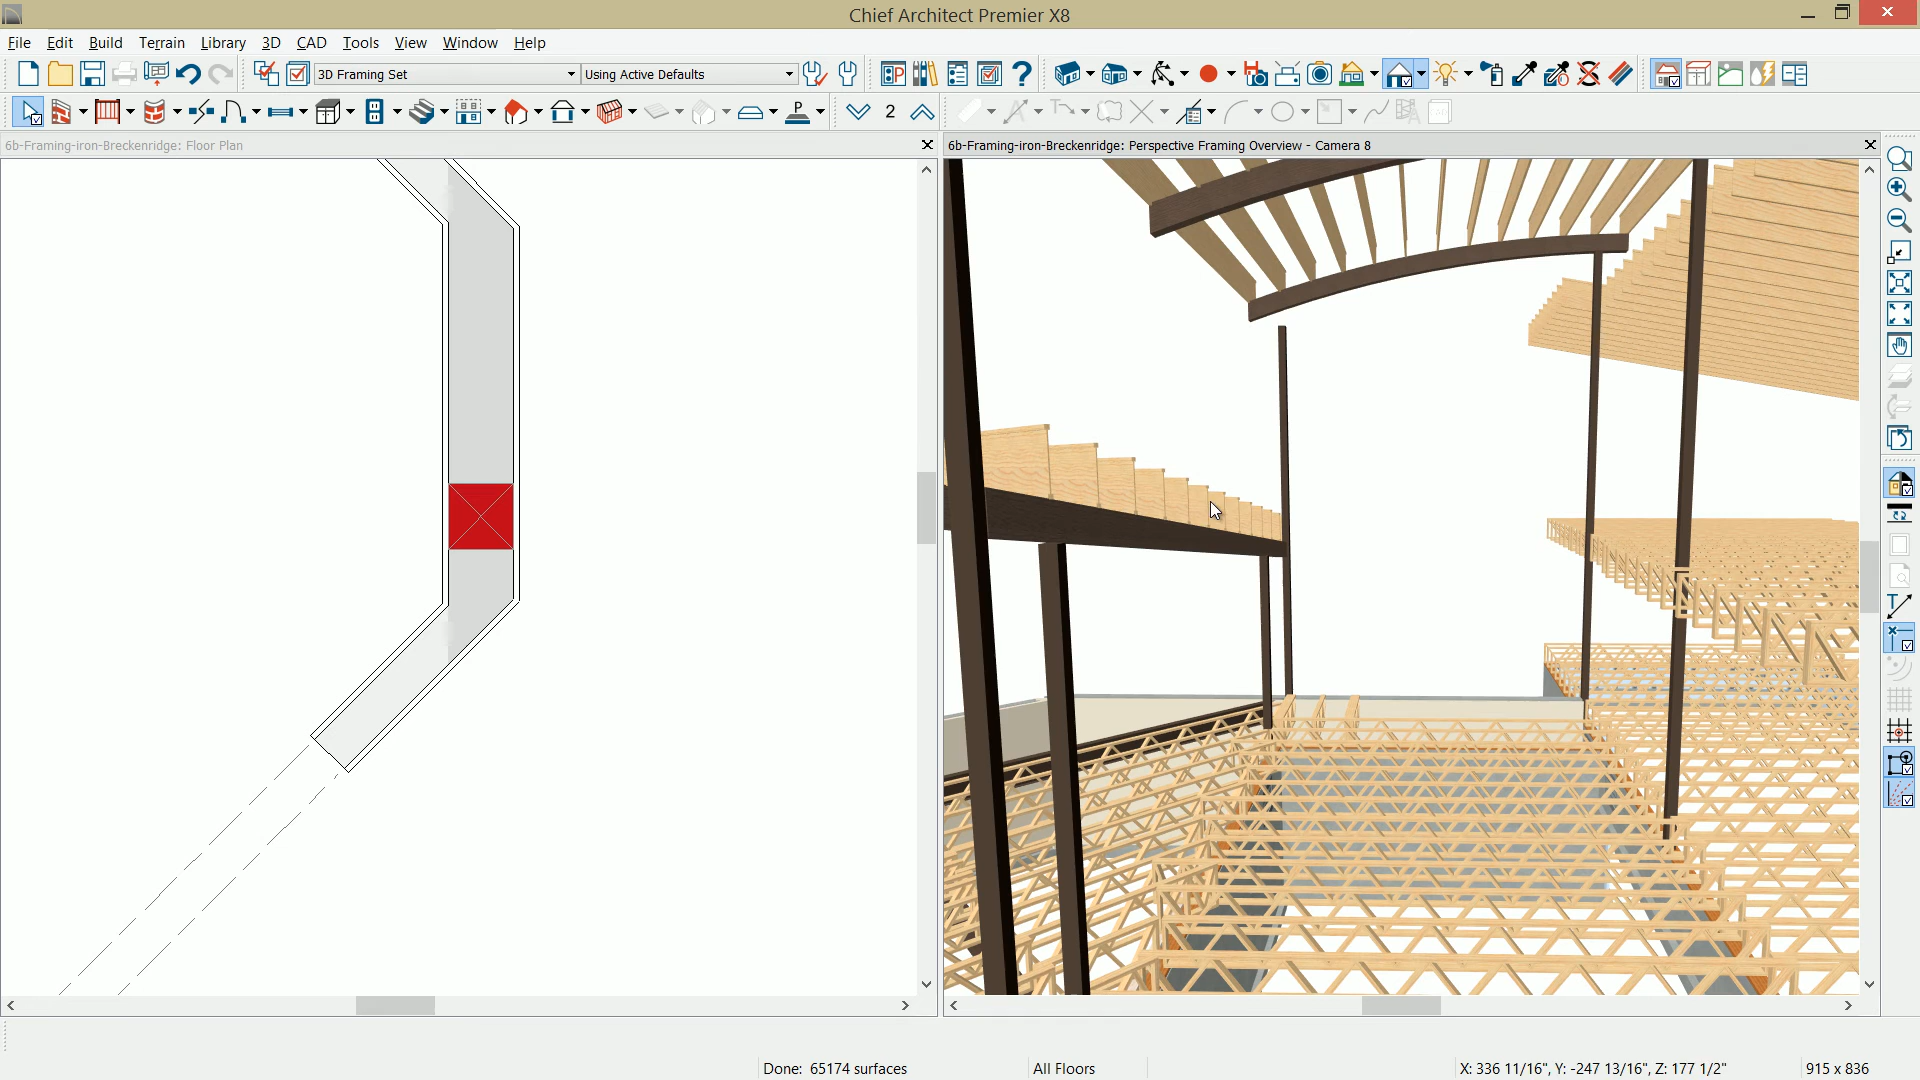 Chief Architect Premier X8
File Edit Build Terrain Library 3D CAD Tools View Window Help
3D Framing Set Using Active Defaults
2
6b-Framing-iron-Breckenridge: Floor Plan
6b-Framing-iron-Breckenridge: Perspective Framing Overview - Camera 8
Done: 65174 surfaces All Floors X: 336 11/16", Y: -247 13/16", Z: 177 1/2" 915 x 836